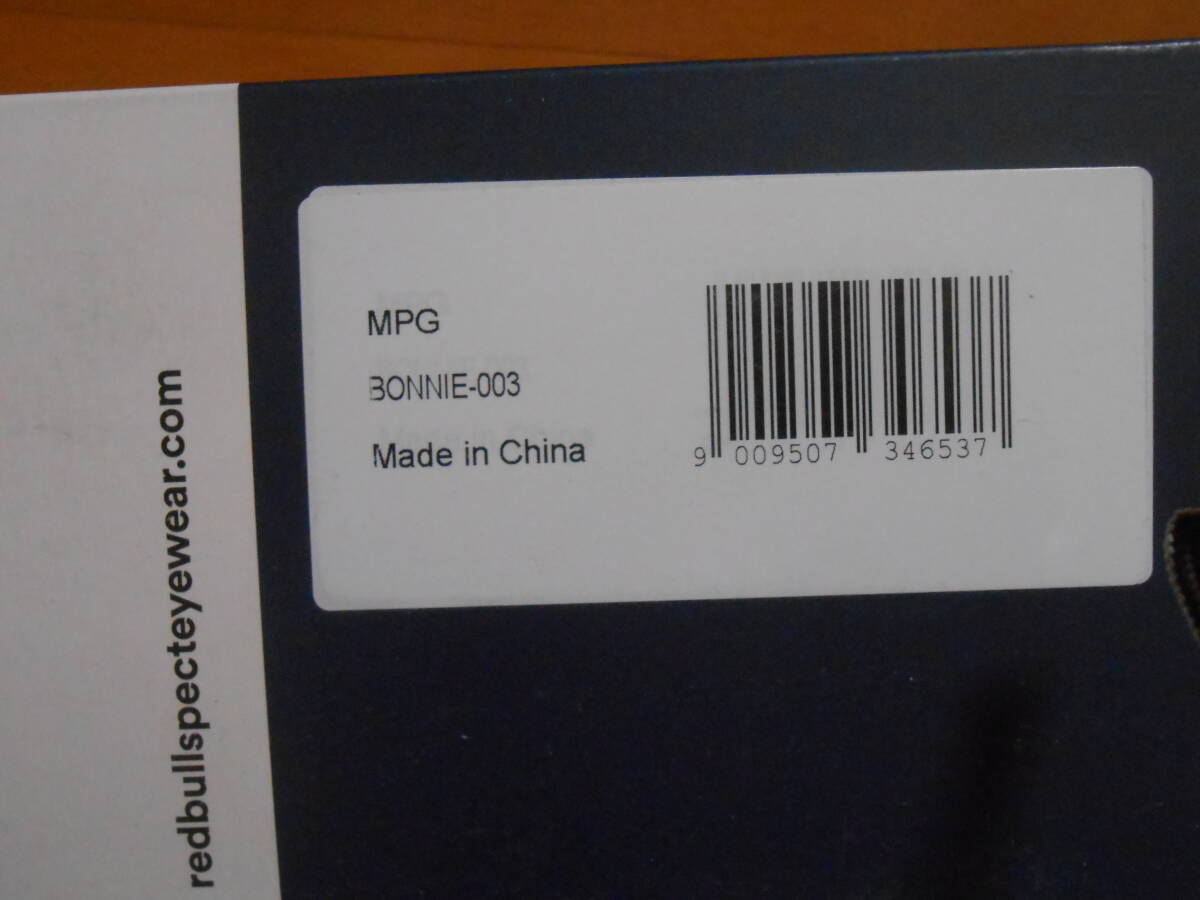 redbullspecteyewear.com
MPG
BONNIE-003
Made in China
9 009507 346537